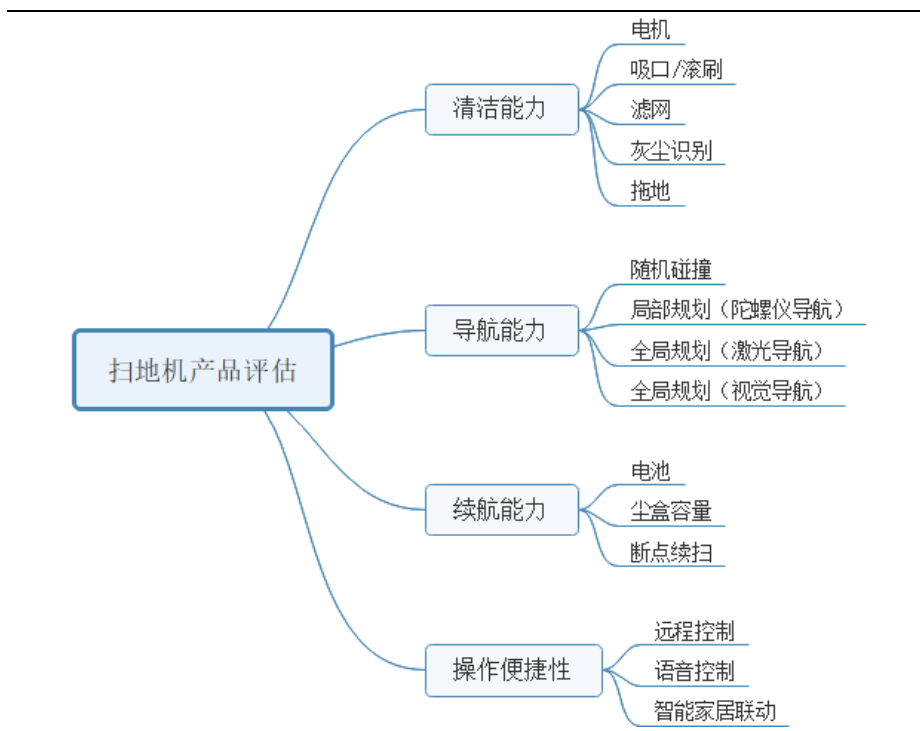 扫地机产品评估
清洁能力
电机
吸口/滚刷
滤网
灰尘识别
拖地
导航能力
随机碰撞
局部规划（陀螺仪导航）
全局规划（激光导航）
全局规划（视觉导航）
续航能力
电池
尘盒容量
断点续扫
操作便捷性
远程控制
语音控制
智能家居联动